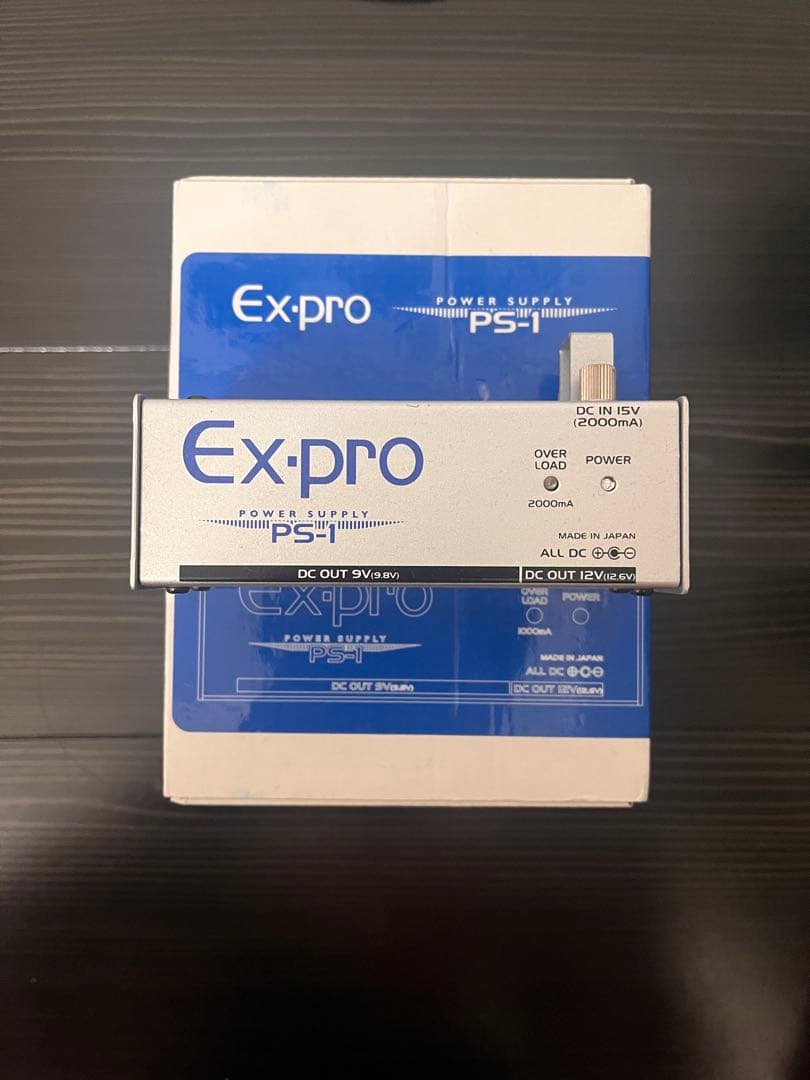 Ex·pro
POWER SUPPLY
PS-1
DC IN 15V
(2000mA)
Ex·pro
OVER
LOAD
POWER
2000mA
POWER SUPPLY
PS-1
MADE IN JAPAN
ALL DC
DC OUT 9V(9.8V)
DC OUT 12V(12.6V)
Ex·pro
OVER
LOAD
POWER
1000mA
POWER SUPPLY
PS-1
MADE IN JAPAN
ALL DC
DC OUT 9V(9.8V)
DC OUT 12V(12.6V)